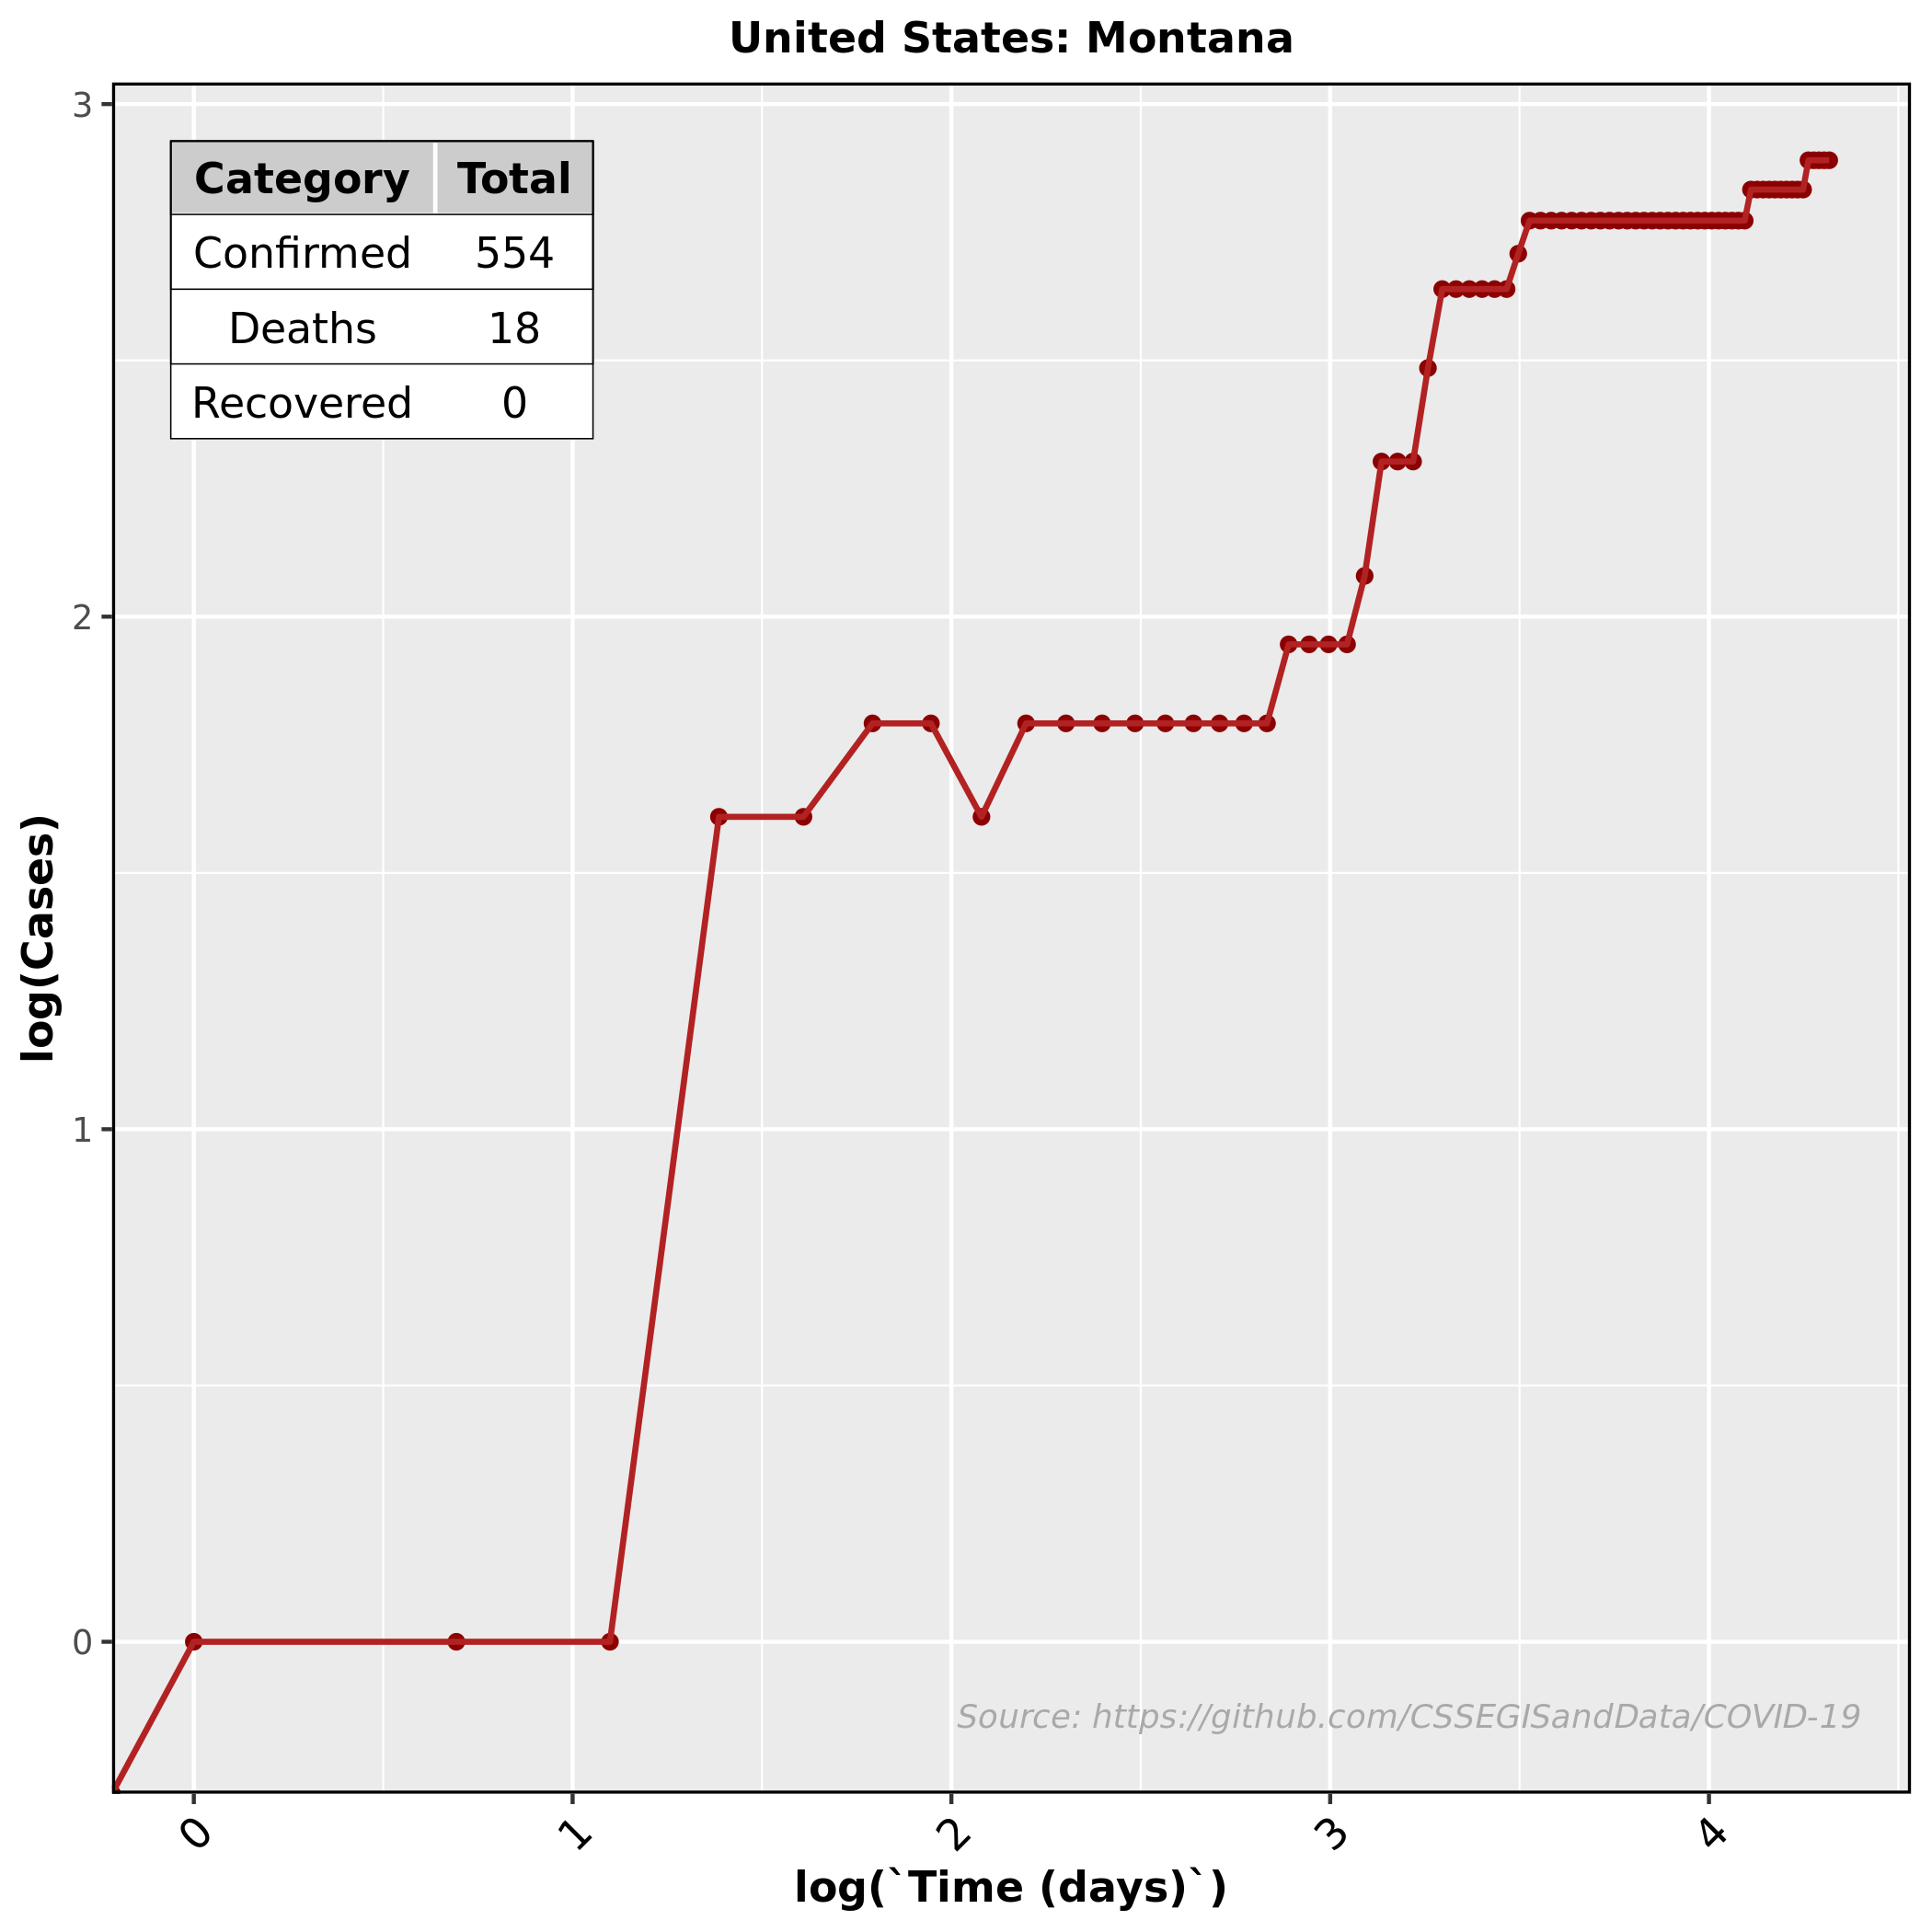 United States: Montana
3
2
1
0
log(Cases)
Category Total
Confirmed 554
Deaths 18
Recovered 0
Source: https://github.com/CSSEGISandData/COVID-19
0 1 2 3 4
log(`Time (days)`)